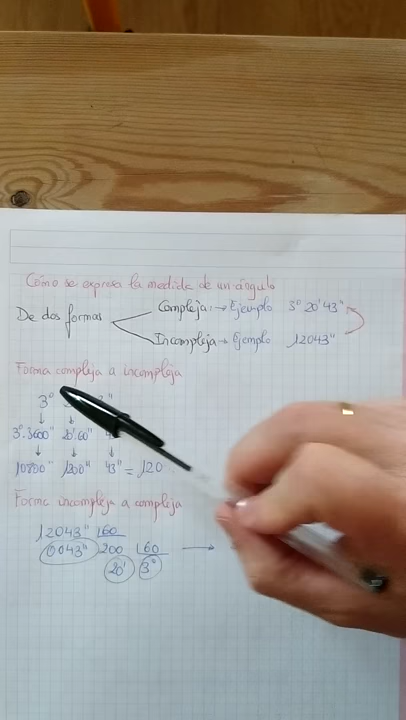 Cómo se expresa la medida de un ángulo
De dos formas
Compleja → Ejemplo 3° 20' 43"
Incompleja → Ejemplo 12043"
Forma compleja a incompleja
3°
3°·3600" 20'·60"
10800" 1200" 43" = 120
Forma incompleja a compleja
12043" 60
0043" 200 60
20' 3°